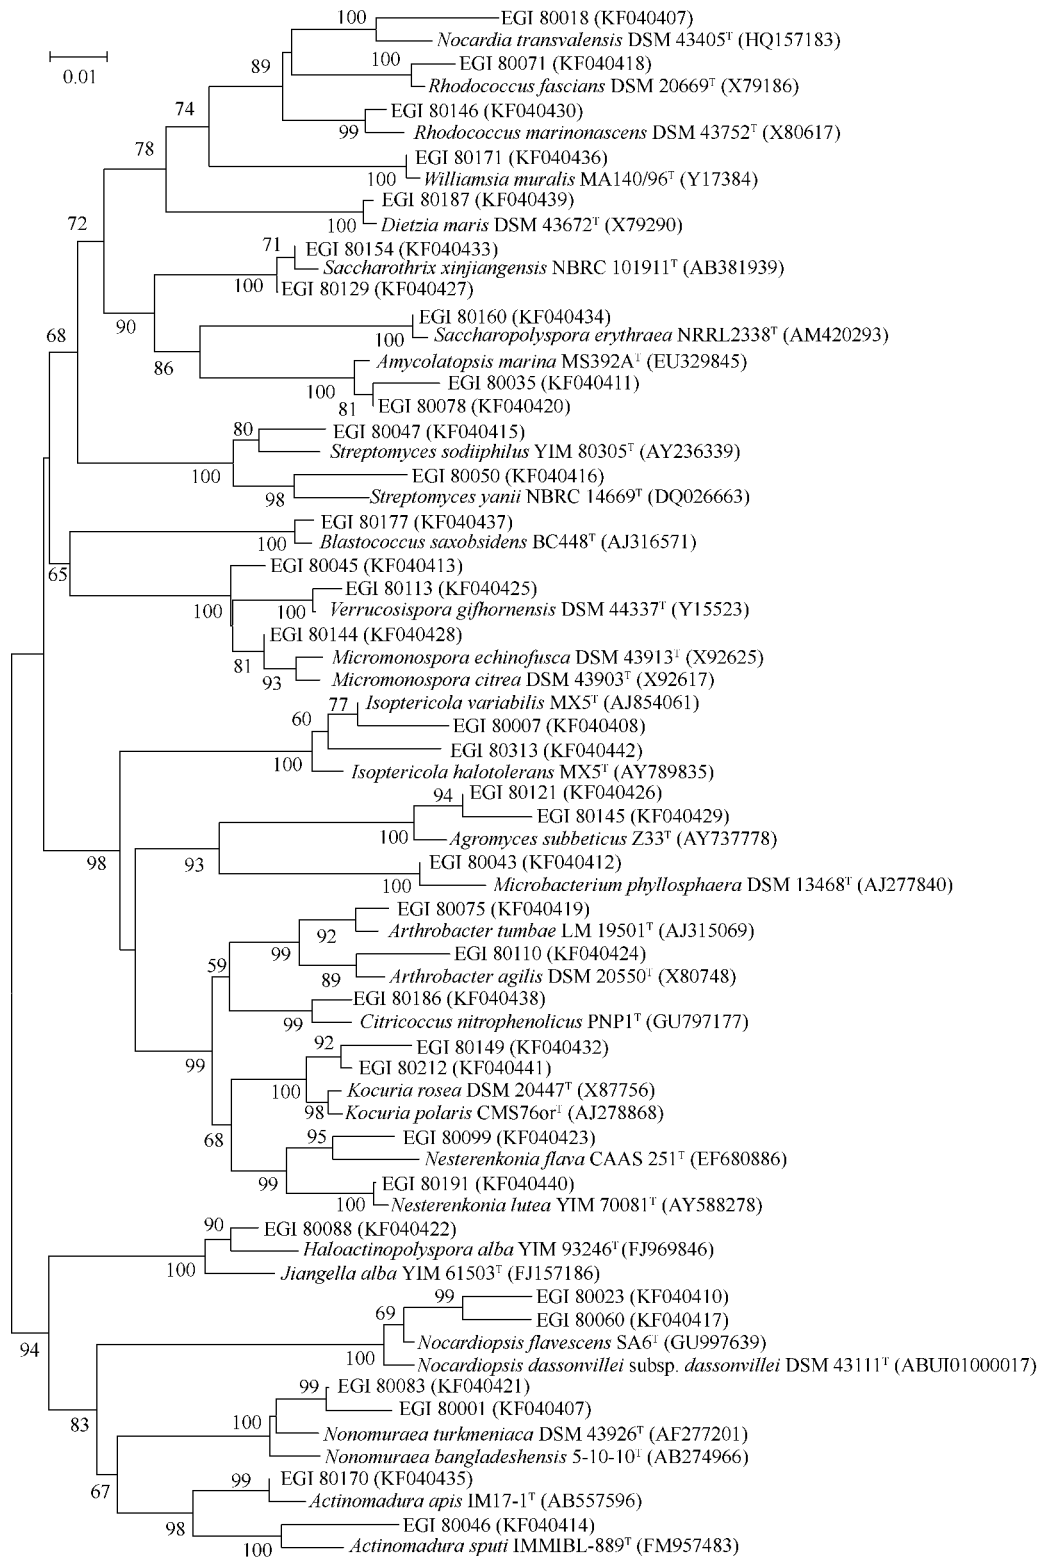 100 EGI 80018 (KF040407)
Nocardia transvalensis DSM 43405ᵀ (HQ157183)
0.01
89 100 EGI 80071 (KF040418)
Rhodococcus fascians DSM 20669ᵀ (X79186)
74 EGI 80146 (KF040430)
99 Rhodococcus marinonascens DSM 43752ᵀ (X80617)
78 EGI 80171 (KF040436)
100 Williamsia muralis MA140/96ᵀ (Y17384)
EGI 80187 (KF040439)
72 100 Dietzia maris DSM 43672ᵀ (X79290)
71 EGI 80154 (KF040433)
Saccharothrix xinjiangensis NBRC 101911ᵀ (AB381939)
100 EGI 80129 (KF040427)
90 EGI 80160 (KF040434)
68 100 Saccharopolyspora erythraea NRRL2338ᵀ (AM420293)
86 Amycolatopsis marina MS392Aᵀ (EU329845)
100 EGI 80035 (KF040411)
81 EGI 80078 (KF040420)
80 EGI 80047 (KF040415)
Streptomyces sodiiphilus YIM 80305ᵀ (AY236339)
100 EGI 80050 (KF040416)
98 Streptomyces yanii NBRC 14669ᵀ (DQ026663)
EGI 80177 (KF040437)
100 Blastococcus saxobsidens BC448ᵀ (AJ316571)
65 EGI 80045 (KF040413)
EGI 80113 (KF040425)
100 100 Verrucosispora gifhornensis DSM 44337ᵀ (Y15523)
EGI 80144 (KF040428)
81 Micromonospora echinofusca DSM 43913ᵀ (X92625)
93 Micromonospora citrea DSM 43903ᵀ (X92617)
77 Isoptericola variabilis MX5ᵀ (AJ854061)
60 EGI 80007 (KF040408)
EGI 80313 (KF040442)
100 Isoptericola halotolerans MX5ᵀ (AY789835)
94 EGI 80121 (KF040426)
EGI 80145 (KF040429)
100 Agromyces subbeticus Z33ᵀ (AY737778)
98 93 EGI 80043 (KF040412)
100 Microbacterium phyllosphaera DSM 13468ᵀ (AJ277840)
EGI 80075 (KF040419)
92 Arthrobacter tumbae LM 19501ᵀ (AJ315069)
99 EGI 80110 (KF040424)
59 89 Arthrobacter agilis DSM 20550ᵀ (X80748)
EGI 80186 (KF040438)
99 Citricoccus nitrophenolicus PNP1ᵀ (GU797177)
92 EGI 80149 (KF040432)
99 EGI 80212 (KF040441)
100 Kocuria rosea DSM 20447ᵀ (X87756)
98 Kocuria polaris CMS76orᵀ (AJ278868)
68 95 EGI 80099 (KF040423)
Nesterenkonia flava CAAS 251ᵀ (EF680886)
99 EGI 80191 (KF040440)
100 Nesterenkonia lutea YIM 70081ᵀ (AY588278)
90 EGI 80088 (KF040422)
Haloactinopolyspora alba YIM 93246ᵀ (FJ969846)
100 Jiangella alba YIM 61503ᵀ (FJ157186)
99 EGI 80023 (KF040410)
69 EGI 80060 (KF040417)
94 Nocardiopsis flavescens SA6ᵀ (GU997639)
100 Nocardiopsis dassonvillei subsp. dassonvillei DSM 43111ᵀ (ABUI01000017)
99 EGI 80083 (KF040421)
83 100 EGI 80001 (KF040407)
Nonomuraea turkmeniaca DSM 43926ᵀ (AF277201)
Nonomuraea bangladeshensis 5-10-10ᵀ (AB274966)
67 99 EGI 80170 (KF040435)
Actinomadura apis IM17-1ᵀ (AB557596)
98 EGI 80046 (KF040414)
100 Actinomadura sputi IMMIBL-889ᵀ (FM957483)